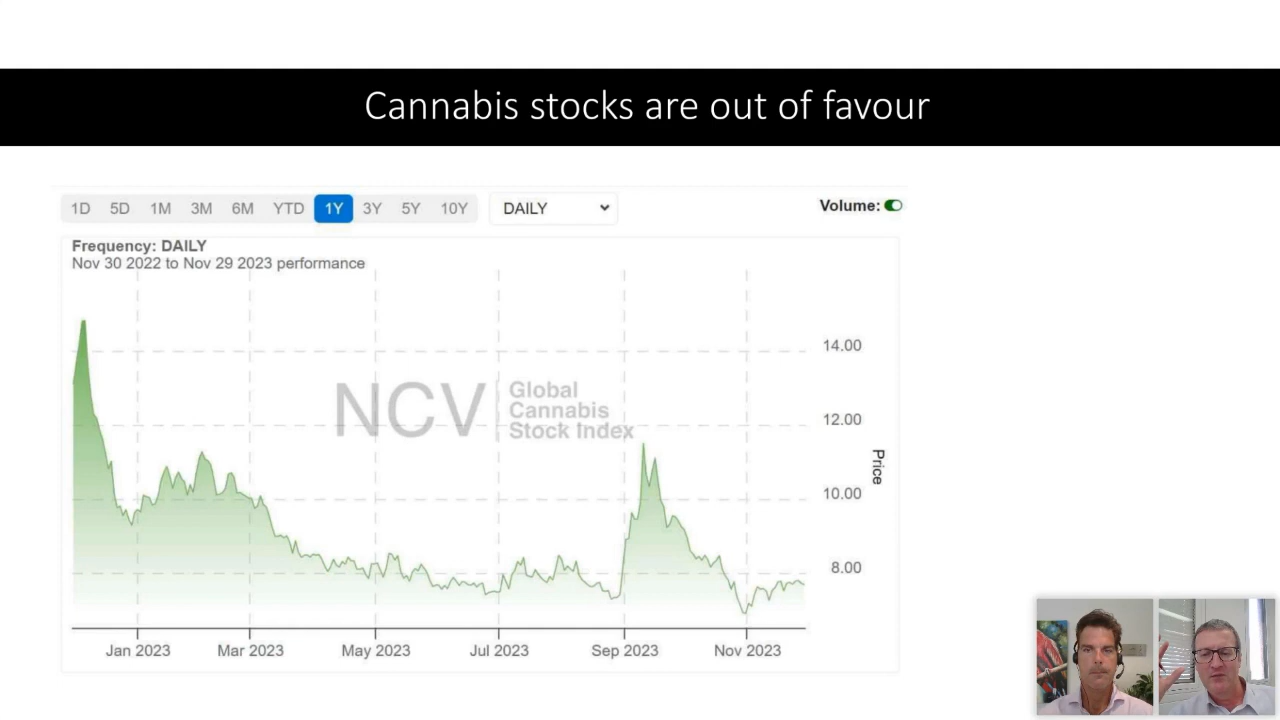 Cannabis stocks are out of favour
1D 5D 1M 3M 6M YTD 1Y 3Y 5Y 10Y DAILY Volume:
Frequency: DAILY
Nov 30 2022 to Nov 29 2023 performance
14.00
NCV Global
Cannabis
Stock Index
12.00
Price
10.00
8.00
Jan 2023 Mar 2023 May 2023 Jul 2023 Sep 2023 Nov 2023